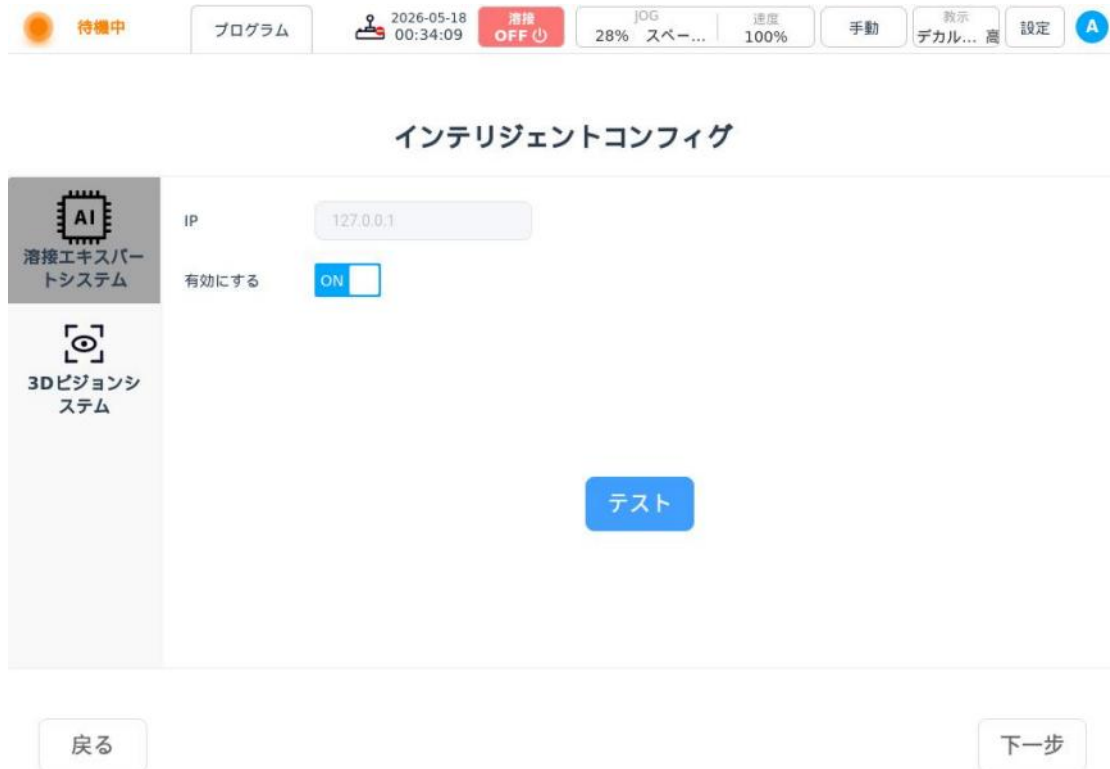 待機中
プログラム
2026-05-18
00:34:09
溶接
OFF
JOG
28% スペー...
速度
100%
手動
教示
デカル... 高
設定
A
インテリジェントコンフィグ
AI
溶接エキスパー
トシステム
IP
127.0.0.1
有効にする
ON
3Dビジョンシ
ステム
テスト
戻る
下一步